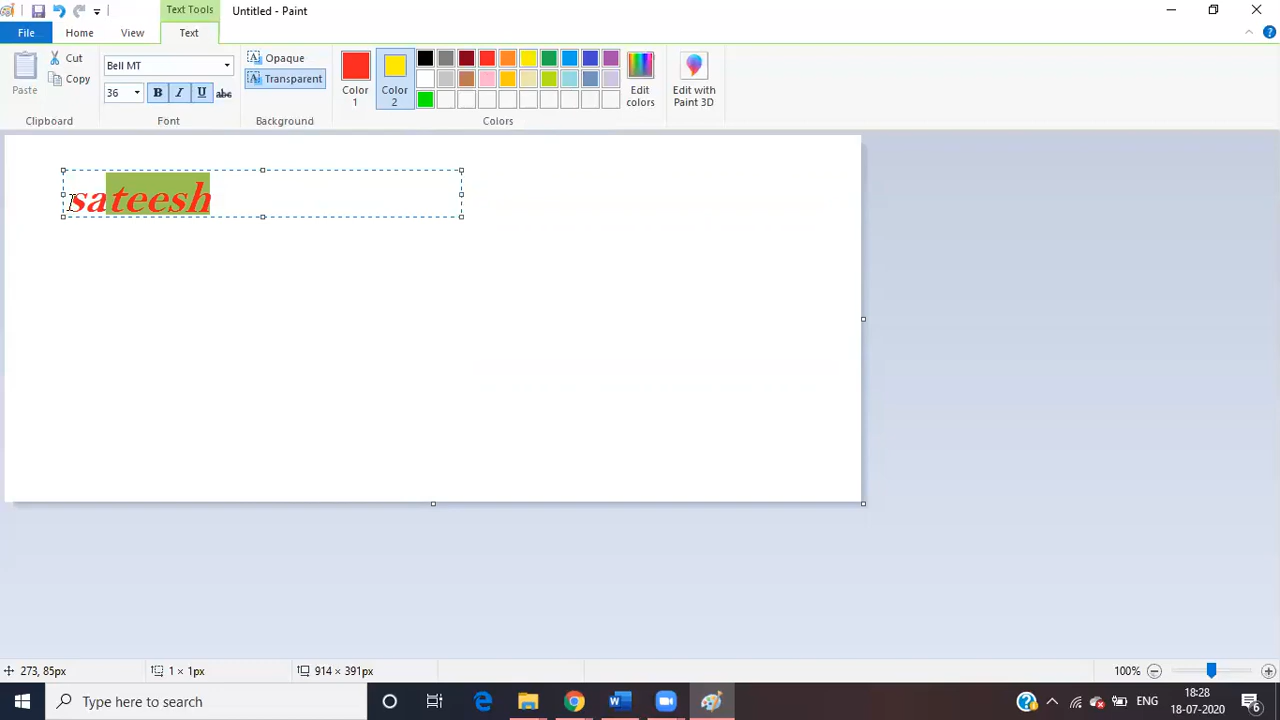 Text Tools
Untitled - Paint
File
Home
View
Text
Paste
Cut
Copy
Clipboard
Bell MT
36
B I U abc
Font
Opaque
Transparent
Background
Color 1
Color 2
Edit colors
Colors
Edit with Paint 3D
sateesh
273, 85px
1 × 1px
914 × 391px
100%
Type here to search
ENG
18:28
18-07-2020
6